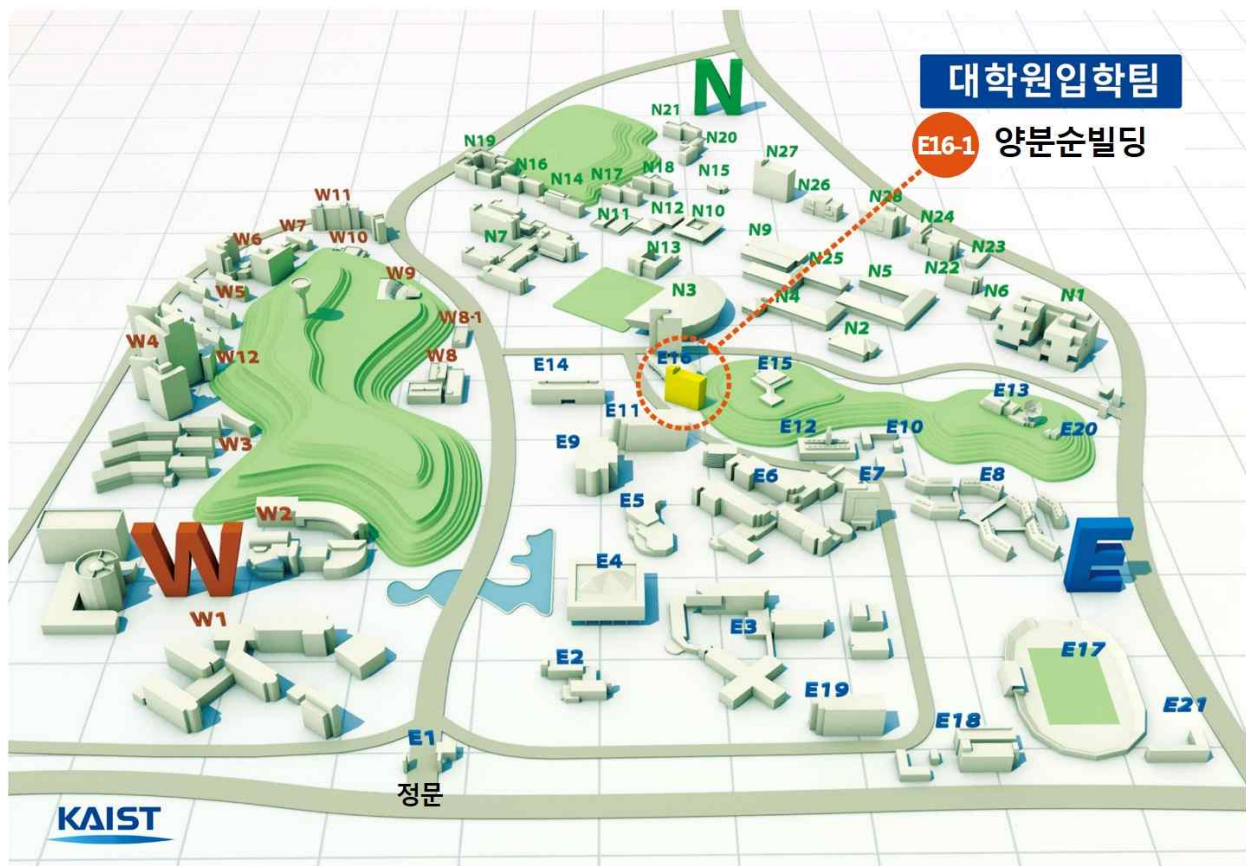 대학원입학팀
E16-1 양분순빌딩
N
N21
N20
N19
N16
N14
N17
N18
N15
N27
N26
N28
N24
N23
N22
N6
N1
N11
N12
N10
N7
N13
N9
N25
N5
N4
N3
N2
W11
W7
W6
W10
W9
W5
W8-1
W4
W12
W8
W3
W2
W
W1
E14
E16
E15
E13
E20
E11
E12
E10
E9
E6
E7
E8
E5
E4
E
E3
E2
E17
E19
E18
E21
E1
정문
KAIST